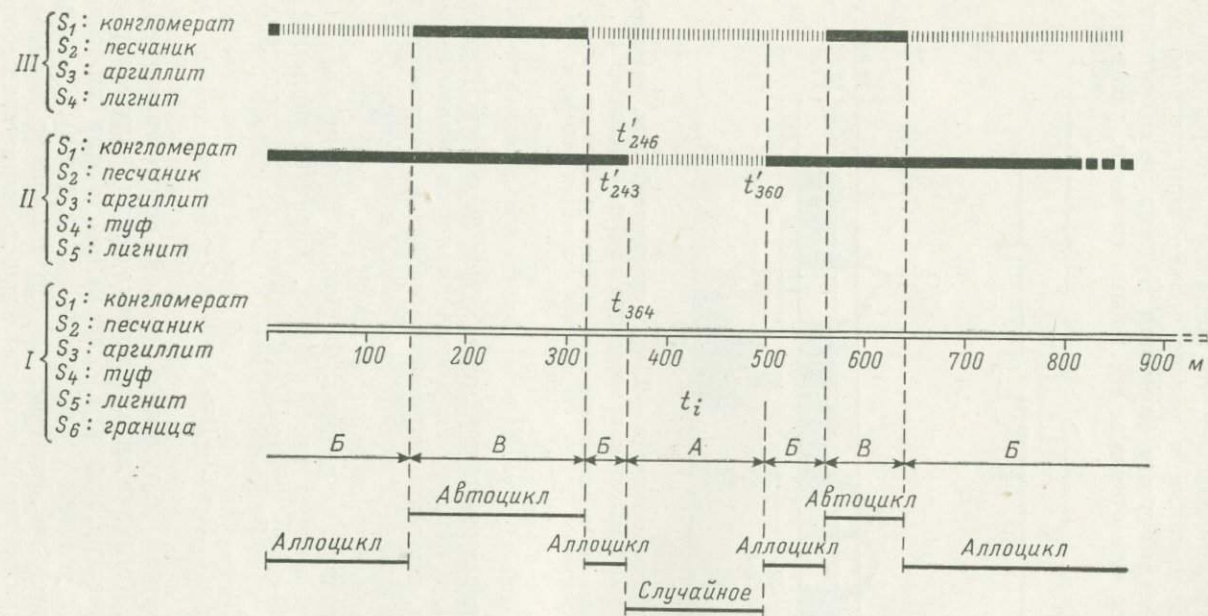 III
S₁: конгломерат
S₂: песчаник
S₃: аргиллит
S₄: лигнит
t'₂₄₆
II
S₁: конгломерат
S₂: песчаник
S₃: аргиллит
S₄: туф
S₅: лигнит
t'₂₄₃ t'₃₆₀
I
S₁: конгломерат
S₂: песчаник
S₃: аргиллит
S₄: туф
S₅: лигнит
S₆: граница
t₃₆₄
100 200 300 400 500 600 700 800 900 м
tᵢ
Б В Б А Б В Б
Автоцикл Автоцикл
Аллоцикл Аллоцикл Аллоцикл Аллоцикл
Случайное